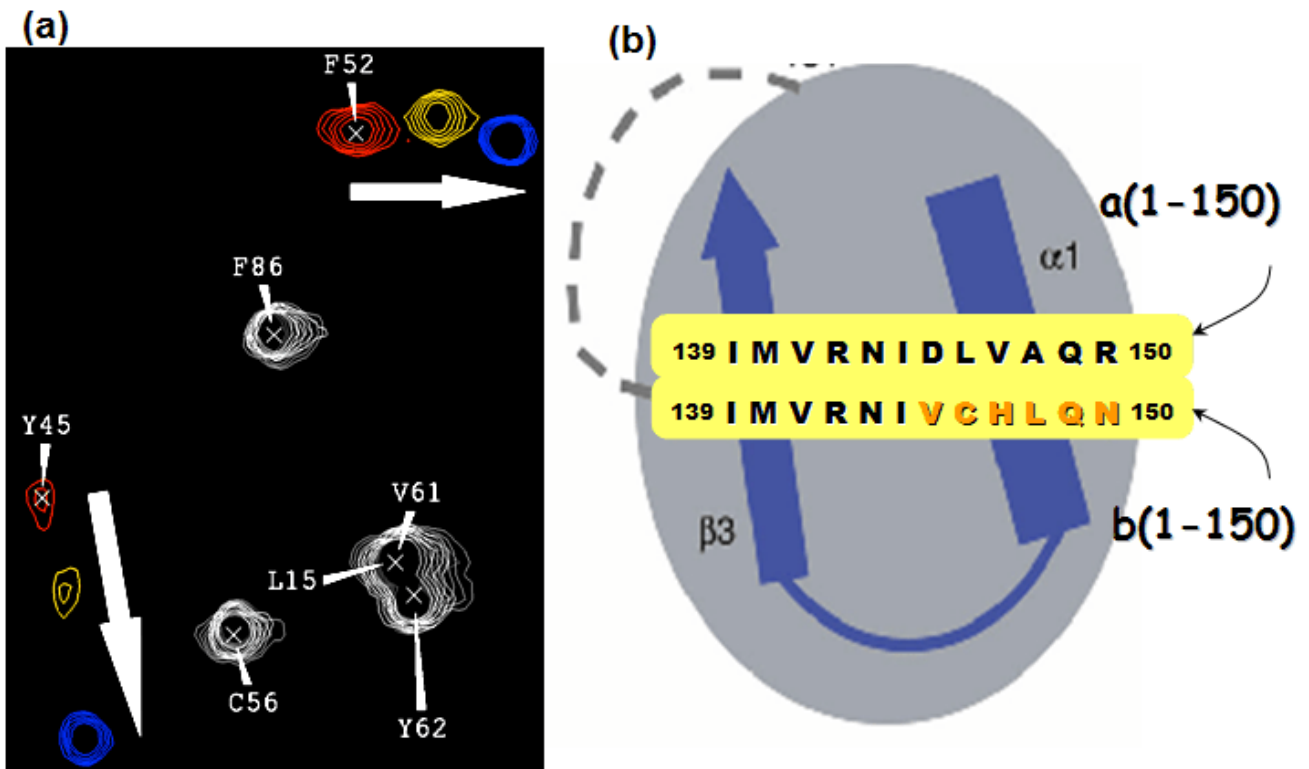 (a)
F52
F86
Y45
V61
L15
C56
Y62
(b)
a(1-150)
α1
139 I M V R N I D L V A Q R 150
139 I M V R N I V C H L Q N 150
β3
b(1-150)